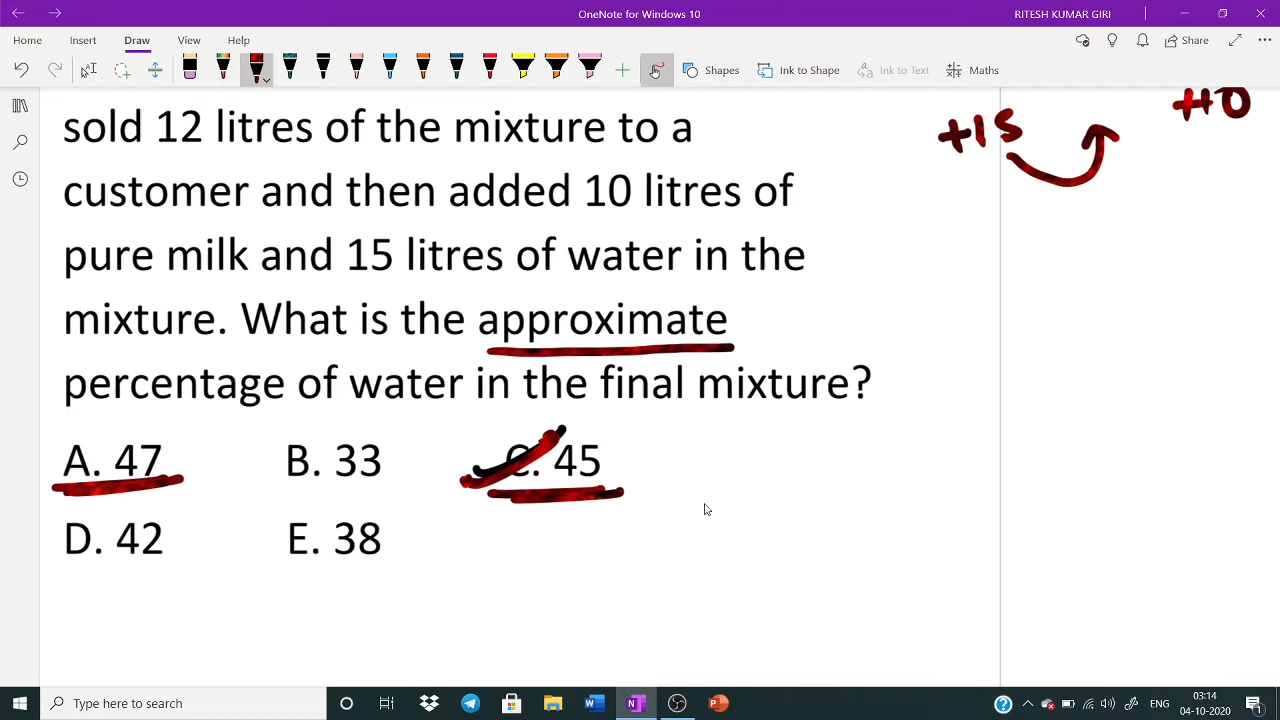 OneNote for Windows 10
RITESH KUMAR GIRI
Home Insert Draw View Help
Share
Shapes
Ink to Shape
Ink to Text
Maths
sold 12 litres of the mixture to a
customer and then added 10 litres of
pure milk and 15 litres of water in the
mixture. What is the approximate
percentage of water in the final mixture?
A. 47 B. 33 C. 45
D. 42 E. 38
+15
+10
Type here to search
ENG
03:14
04-10-2020